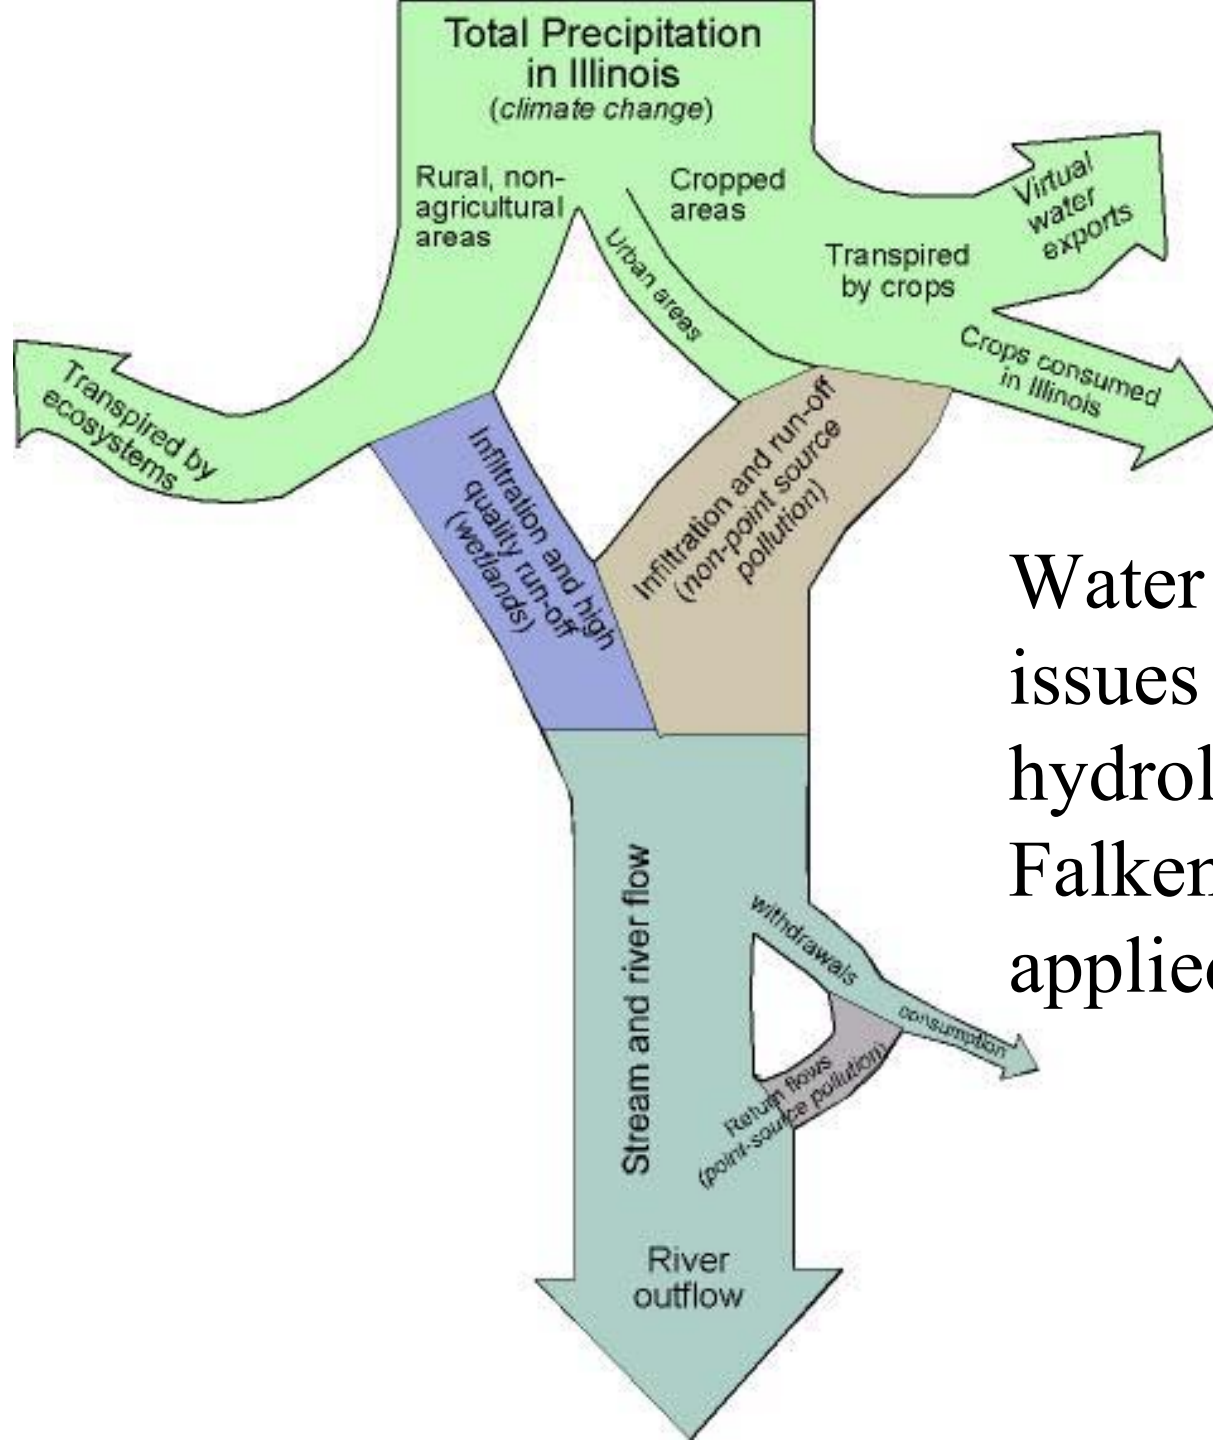 Total Precipitation
in Illinois
(climate change)
Rural, non-
agricultural
areas
Cropped
areas
Urban areas
Transpired
by crops
Virtual
water
exports
Crops consumed
in Illinois
Transpired by
ecosystems
Infiltration and high
quality run-off
(wetlands)
Infiltration and run-off
(non-point source
pollution)
Water
issues
hydrol
Falken
applied
Stream and river flow
withdrawals
consumption
Return flows
(point-source pollution)
River
outflow